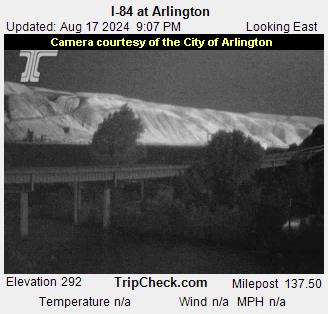 I-84 at Arlington
Updated: Aug 17 2024 9:07 PM Looking East
Camera courtesy of the City of Arlington
Elevation 292 TripCheck.com Milepost 137.50
Temperature n/a Wind n/a MPH n/a